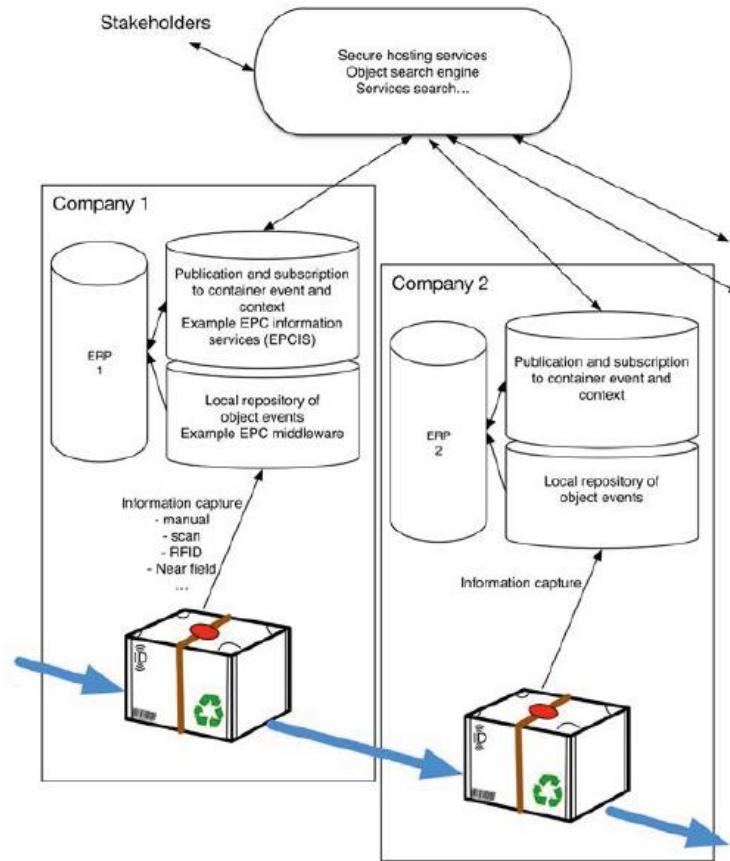 Stakeholders
Secure hosting services
Object search engine
Services search...
Company 1
Publication and subscription
to container event and
context
Example EPC information
services (EPCIS)
ERP
1
Local repository of
object events
Example EPC middleware
Information capture
- manual
- scan
- RFID
- Near field
...
Company 2
Publication and subscription
to container event and
context
ERP
2
Local repository of
object events
Information capture